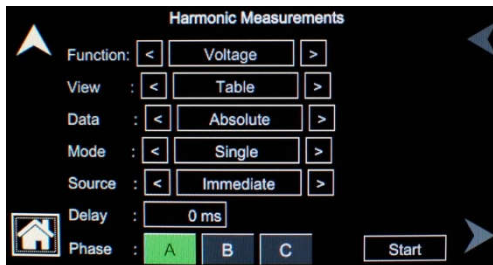 Harmonic Measurements
Function: < Voltage >
View : < Table >
Data : < Absolute >
Mode : < Single >
Source : < Immediate >
Delay : 0 ms
Phase : A B C Start